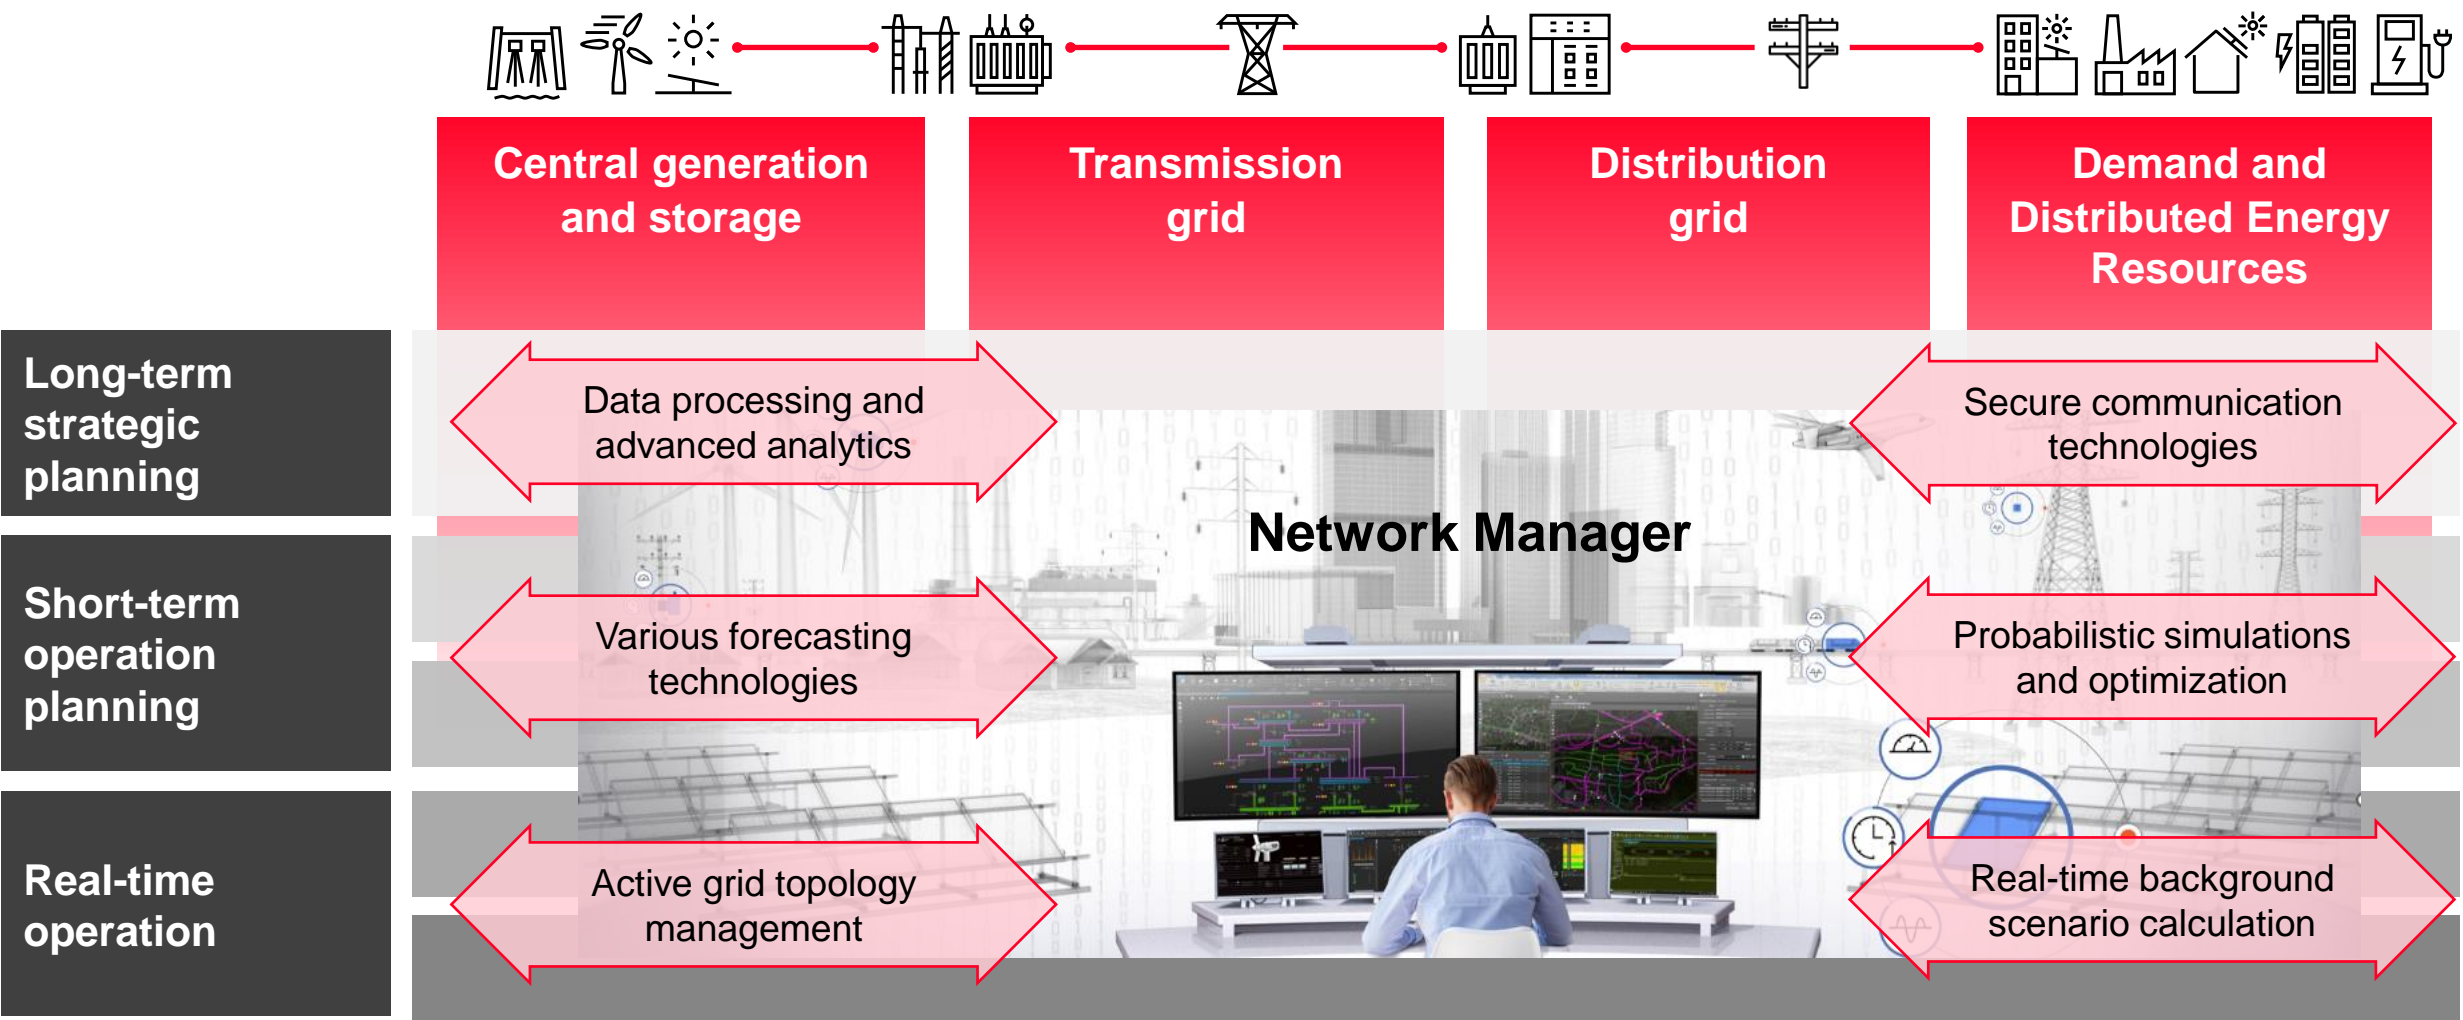 Central generation
and storage
Transmission
grid
Distribution
grid
Demand and
Distributed Energy
Resources
Long-term
strategic
planning
Data processing and
advanced analytics
Secure communication
technologies
Network Manager
Short-term
operation
planning
Various forecasting
technologies
Probabilistic simulations
and optimization
Real-time
operation
Active grid topology
management
Real-time background
scenario calculation